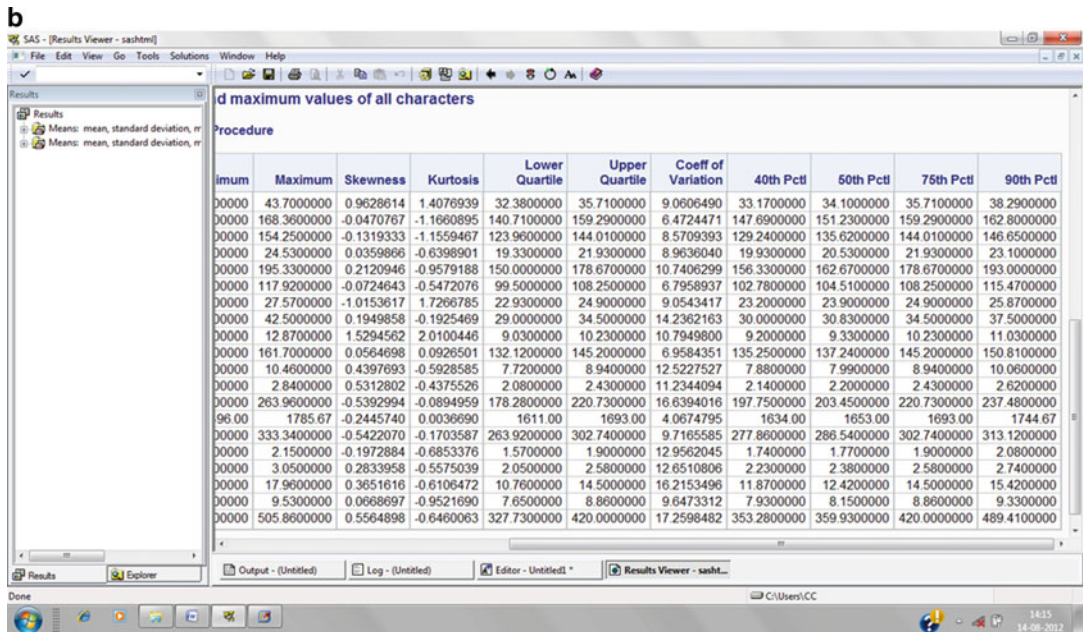 b
SAS - [Results Viewer - sashtml]
File Edit View Go Tools Solutions Window Help
Results
Results
Means: mean, standard deviation, m
Means: mean, standard deviation, m
d maximum values of all characters
Procedure
imum Maximum Skewness Kurtosis Lower Quartile Upper Quartile Coeff of Variation 40th Pctl 50th Pctl 75th Pctl 90th Pctl
00000 43.7000000 0.9628614 1.4076939 32.3800000 35.7100000 9.0606490 33.1700000 34.1000000 35.7100000 38.2900000
00000 168.3600000 -0.0470767 -1.1660895 140.7100000 159.2900000 6.4724471 147.6900000 151.2300000 159.2900000 162.8000000
00000 154.2500000 -0.1319333 -1.1559467 123.9600000 144.0100000 8.5709393 129.2400000 135.6200000 144.0100000 146.6500000
00000 24.5300000 0.0359866 -0.6398901 19.3300000 21.9300000 8.9636040 19.9300000 20.5300000 21.9300000 23.1000000
00000 195.3300000 0.2120946 -0.9579188 150.0000000 178.6700000 10.7406299 156.3300000 162.6700000 178.6700000 193.0000000
00000 117.9200000 -0.0724643 -0.5472076 99.5000000 108.2500000 6.7958937 102.7800000 104.5100000 108.2500000 115.4700000
00000 27.5700000 -1.0153617 1.7266785 22.9300000 24.9000000 9.0543417 23.2000000 23.9000000 24.9000000 25.8700000
00000 42.5000000 0.1949858 -0.1925469 29.0000000 34.5000000 14.2362163 30.0000000 30.8300000 34.5000000 37.5000000
00000 12.8700000 1.5294562 2.0100446 9.0300000 10.2300000 10.7949800 9.2000000 9.3300000 10.2300000 11.0300000
00000 161.7000000 0.0564698 0.0926501 132.1200000 145.2000000 6.9584351 135.2500000 137.2400000 145.2000000 150.8100000
00000 10.4600000 0.4397693 -0.5928585 7.7200000 8.9400000 12.5227527 7.8800000 7.9900000 8.9400000 10.0600000
00000 2.8400000 0.5312802 -0.4375526 2.0800000 2.4300000 11.2344094 2.1400000 2.2000000 2.4300000 2.6200000
00000 263.9600000 -0.5392994 -0.0894959 178.2800000 220.7300000 16.6394016 197.7500000 203.4500000 220.7300000 237.4800000
96.00 1785.67 -0.2445740 0.0036690 1611.00 1693.00 4.0674795 1634.00 1653.00 1693.00 1744.67
00000 333.3400000 -0.5422070 -0.1703587 263.9200000 302.7400000 9.7165585 277.8600000 286.5400000 302.7400000 313.1200000
00000 2.1500000 -0.1972884 -0.6853376 1.5700000 1.9000000 12.9562045 1.7400000 1.7700000 1.9000000 2.0800000
00000 3.0500000 0.2833958 -0.5575039 2.0500000 2.5800000 12.6510806 2.2300000 2.3800000 2.5800000 2.7400000
00000 17.9600000 0.3651616 -0.6106472 10.7600000 14.5000000 16.2153496 11.8700000 12.4200000 14.5000000 15.4200000
00000 9.5300000 0.0668697 -0.9521690 7.6500000 8.8600000 9.6473312 7.9300000 8.1500000 8.8600000 9.3300000
00000 505.8600000 0.5564898 -0.6460063 327.7300000 420.0000000 17.2598482 353.2800000 359.9300000 420.0000000 489.4100000
Results Explorer Output - (Untitled) Log - (Untitled) Editor - Untitled1 * Results Viewer - sasht...
Done C:\Users\CC
14:15
14-08-2012